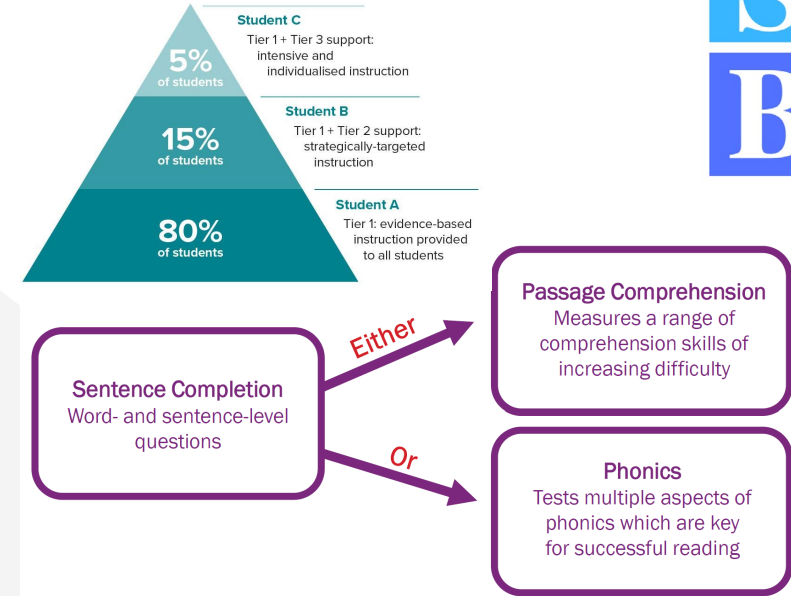 Student C
Tier 1 + Tier 3 support:
intensive and
individualised instruction
5%
of students
Student B
Tier 1 + Tier 2 support:
strategically-targeted
instruction
15%
of students
Student A
Tier 1: evidence-based
instruction provided
to all students
80%
of students
B
Sentence Completion
Word- and sentence-level
questions
Either
Or
Passage Comprehension
Measures a range of
comprehension skills of
increasing difficulty
Phonics
Tests multiple aspects of
phonics which are key
for successful reading